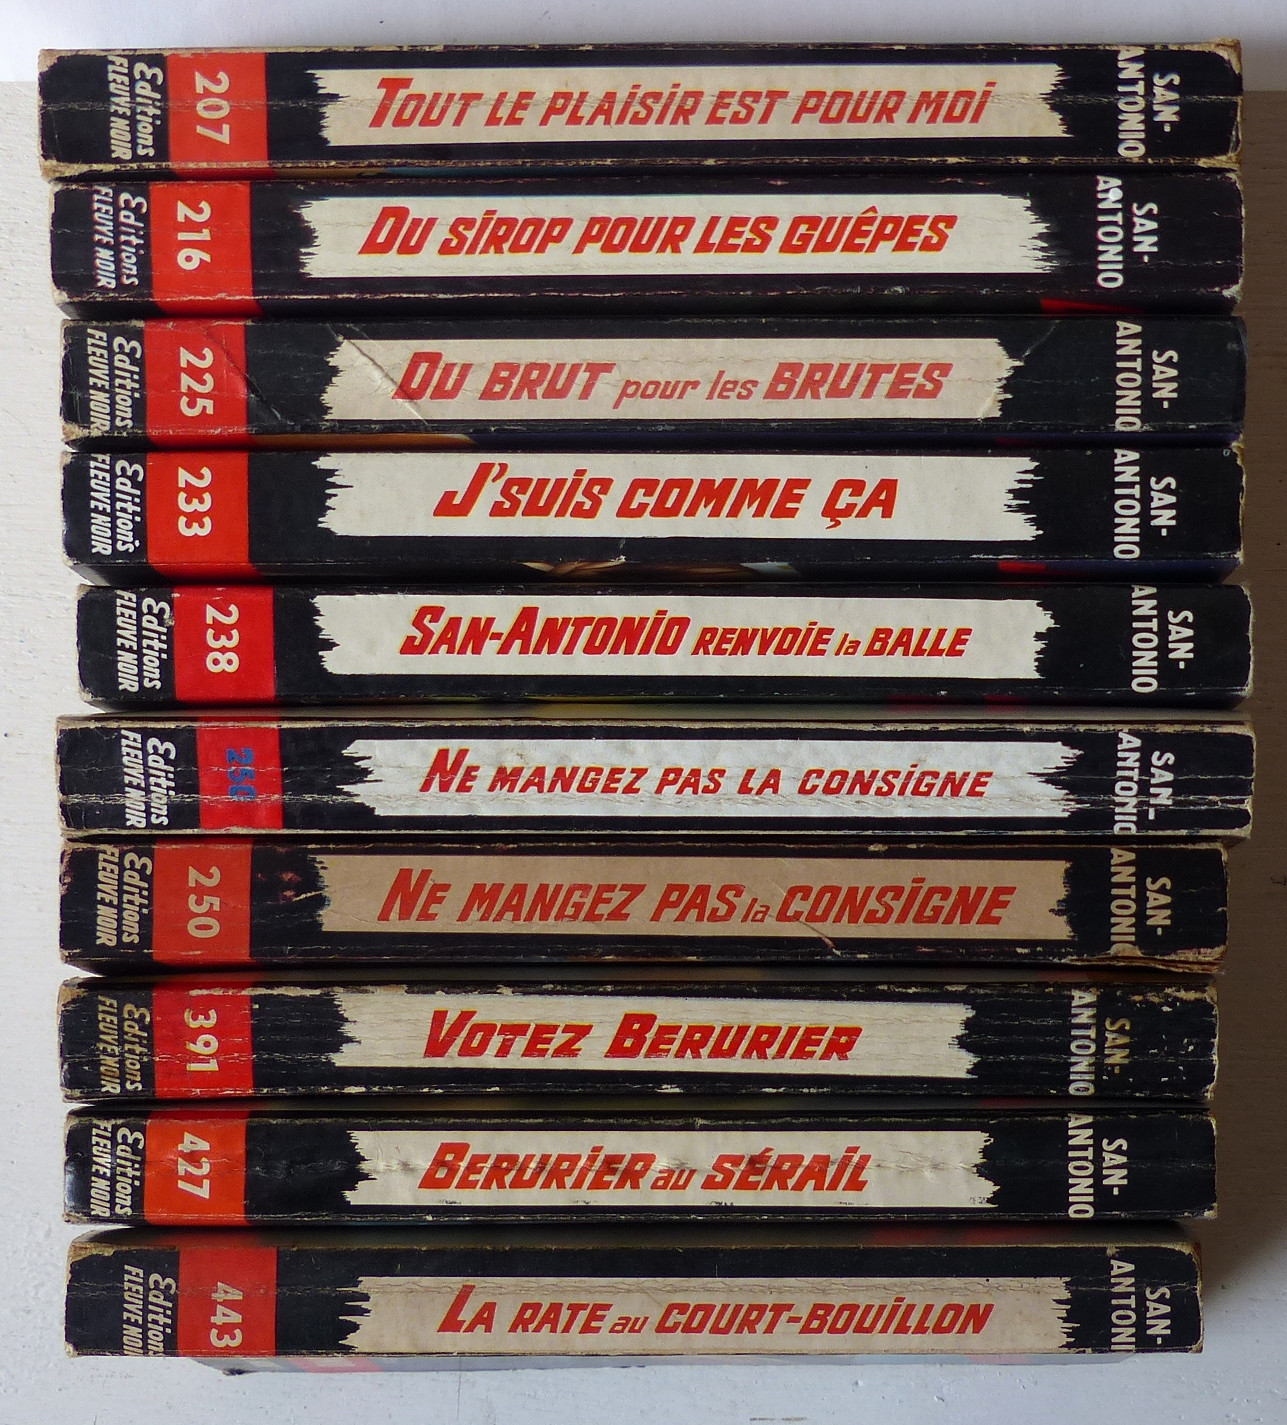 Editions
FLEUVE NOIR
207
TOUT LE PLAiSiR EST POUR MOi
SAN-
ANTONIO
Editions
FLEUVE NOIR
216
DU SiROP POUR LES GUÊPES
SAN-
ANTONIO
Editions
FLEUVE NOIR
225
DU BRUT pour les BRUTES
SAN-
ANTONIO
Editions
FLEUVE NOIR
233
J'SUiS COMME ÇA
SAN-
ANTONIO
Editions
FLEUVE NOIR
238
SAN-ANTONiO RENVOiE la BALLE
SAN-
ANTONIO
Editions
FLEUVE NOIR
250
NE MANGEZ PAS LA CONSiGNE
SAN-
ANTONIO
Editions
FLEUVE NOIR
250
NE MANGEZ PAS la CONSiGNE
SAN-
ANTONIO
Editions
FLEUVE NOIR
391
VOTEZ BERURiER
SAN-
ANTONIO
Editions
FLEUVE NOIR
427
BERURiER au SÉRAiL
SAN-
ANTONIO
Editions
FLEUVE NOI
443
LA RATE au COURT-BOUiLLON
SAN-
ANTONI